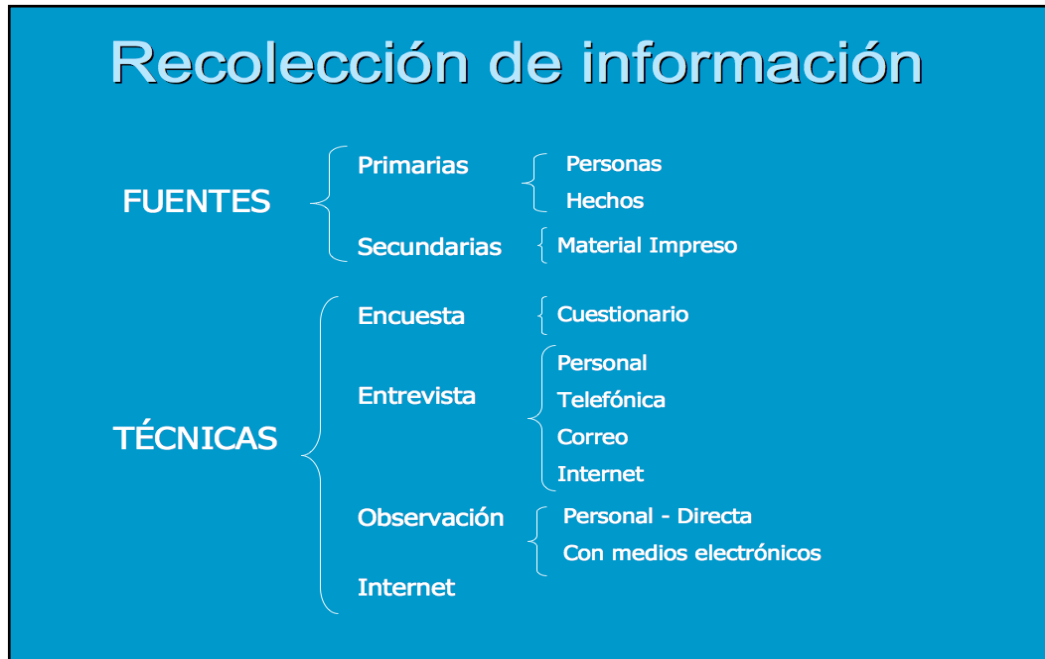 Recolección de información
FUENTES
Primarias
Personas
Hechos
Secundarias
Material Impreso
TÉCNICAS
Encuesta
Cuestionario
Entrevista
Personal
Telefónica
Correo
Internet
Observación
Personal - Directa
Con medios electrónicos
Internet